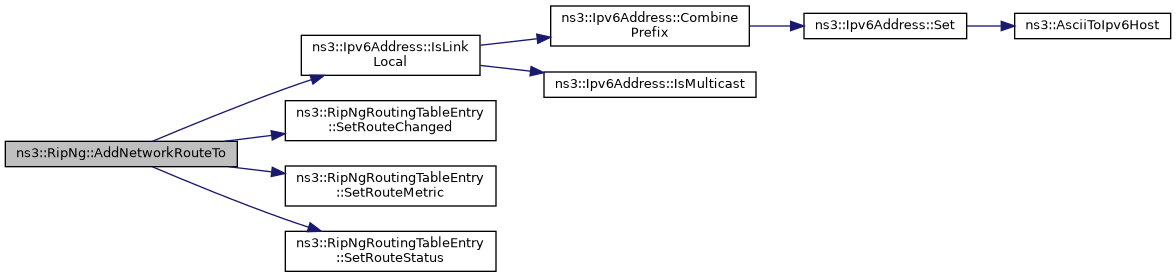 ns3::RipNg::AddNetworkRouteTo
ns3::Ipv6Address::IsLink
Local
ns3::Ipv6Address::Combine
Prefix
ns3::Ipv6Address::Set
ns3::AsciiToIpv6Host
ns3::Ipv6Address::IsMulticast
ns3::RipNgRoutingTableEntry
::SetRouteChanged
ns3::RipNgRoutingTableEntry
::SetRouteMetric
ns3::RipNgRoutingTableEntry
::SetRouteStatus